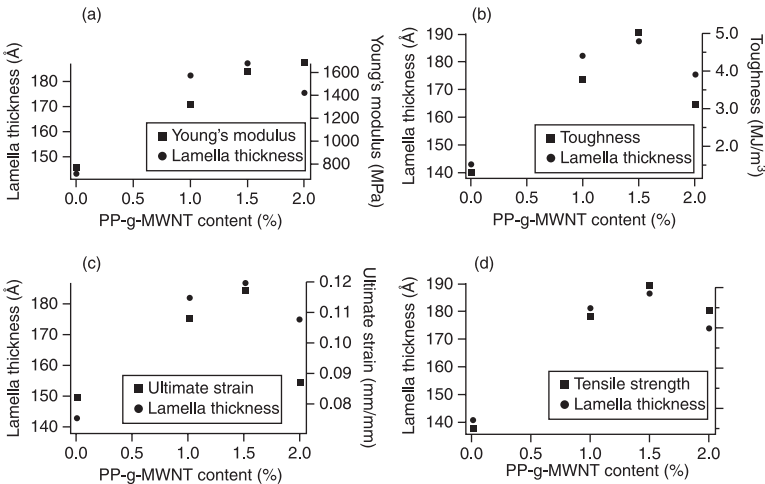 (a)
Lamella thickness (Å)
180
170
160
150
1600
1400
1200
1000
800
Young's modulus
(MPa)
Young's modulus
Lamella thickness
0.0
0.5
1.0
1.5
2.0
PP-g-MWNT content (%)
(b)
Lamella thickness (Å)
190
180
170
160
150
140
5.0
4.0
3.0
2.0
Toughness (MJ/m³)
Toughness
Lamella thickness
0.0
0.5
1.0
1.5
2.0
PP-g-MWNT content (%)
(c)
Lamella thickness (Å)
180
170
160
150
140
0.12
0.11
0.10
0.09
0.08
Ultimate strain (mm/mm)
Ultimate strain
Lamella thickness
0.0
0.5
1.0
1.5
2.0
PP-g-MWNT content (%)
(d)
Lamella thickness (Å)
190
180
170
160
150
140
Tensile strength
Lamella thickness
0.0
0.5
1.0
1.5
2.0
PP-g-MWNT content (%)